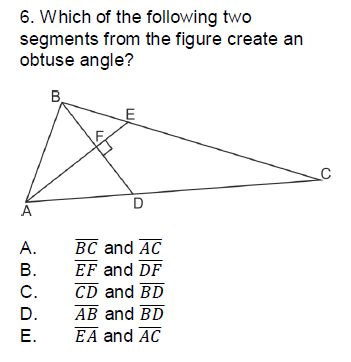 6. Which of the following two
segments from the figure create an
obtuse angle?
B
E
F
C
A
D
A. BC and AC
B. EF and DF
C. CD and BD
D. AB and BD
E. EA and AC